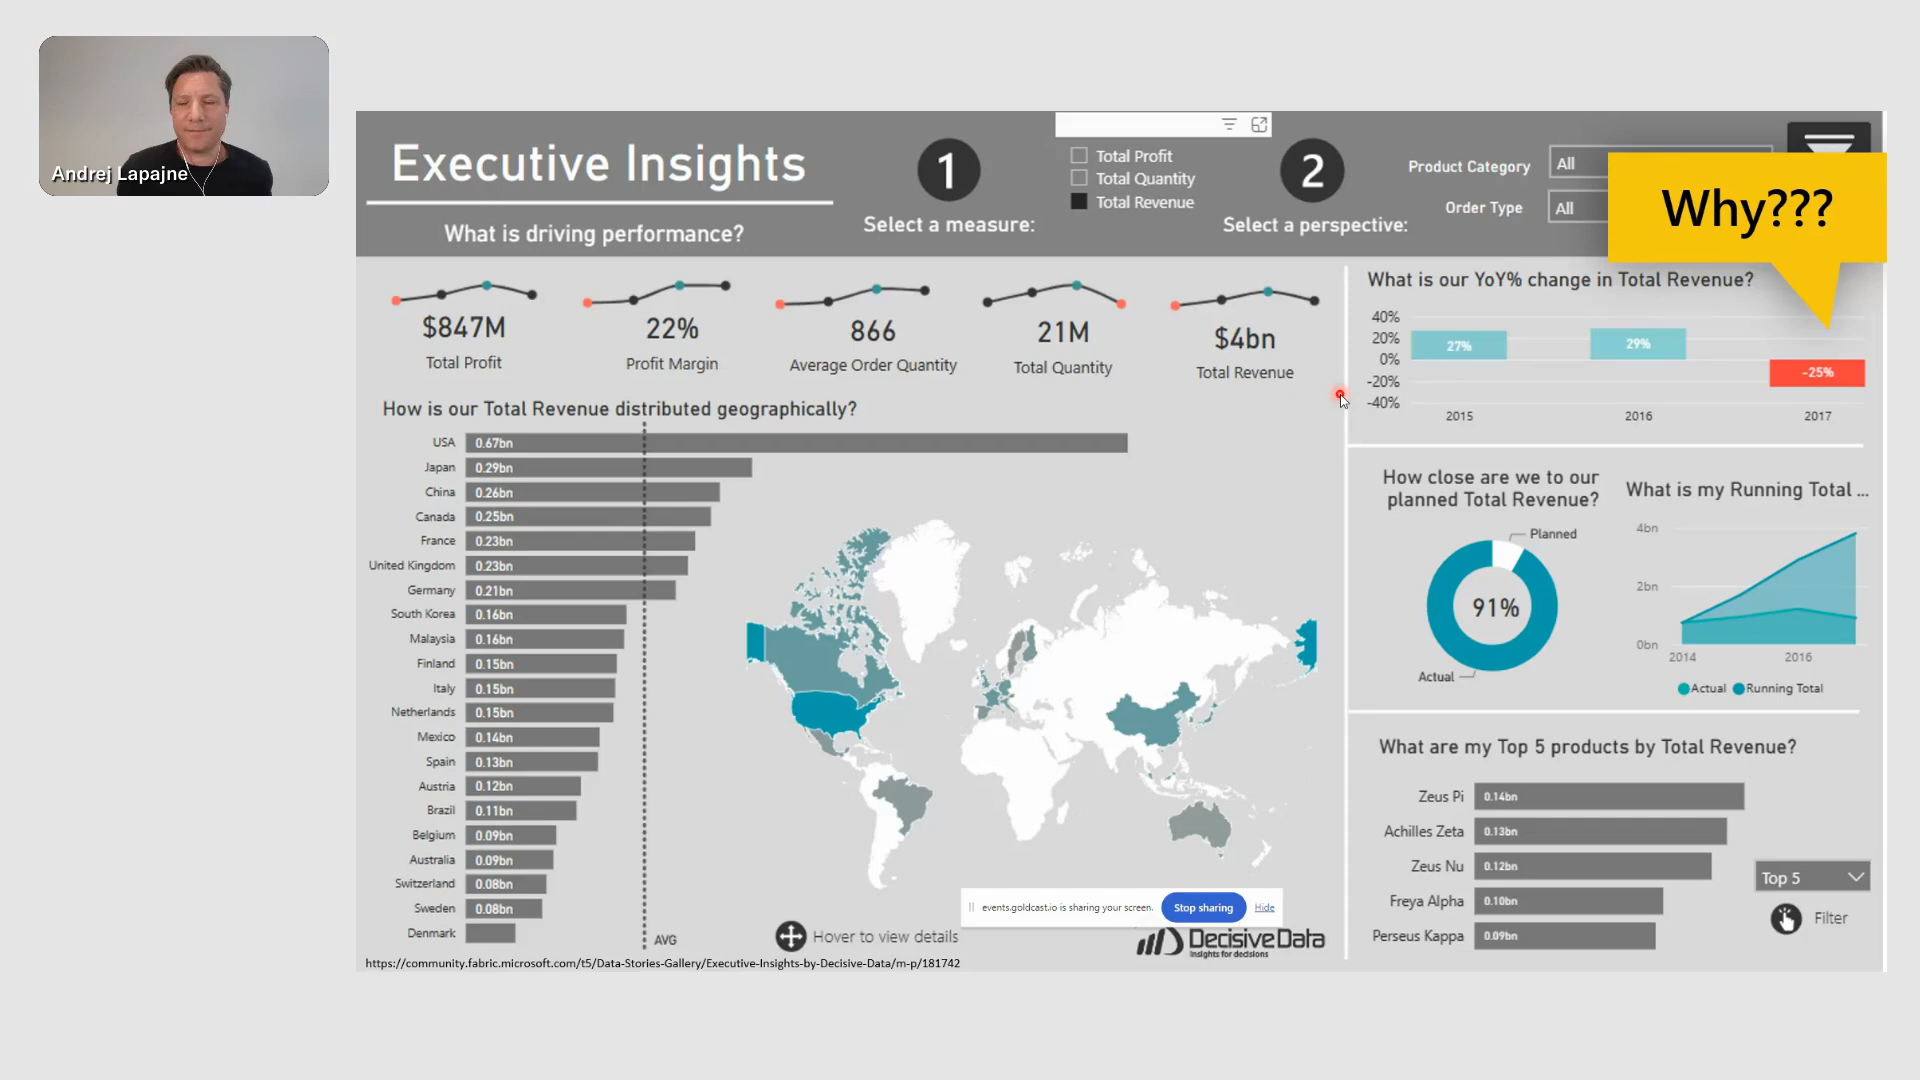 Andrej Lapajne
Executive Insights
What is driving performance?
1
Select a measure:
Total Profit
Total Quantity
Total Revenue
2
Select a perspective:
Product Category
All
Order Type
All
Why???
$847M
Total Profit
22%
Profit Margin
866
Average Order Quantity
21M
Total Quantity
$4bn
Total Revenue
What is our YoY% change in Total Revenue?
40%
20%
0%
-20%
-40%
27%
29%
-25%
2015
2016
2017
How is our Total Revenue distributed geographically?
USA 0.67bn
Japan 0.29bn
China 0.26bn
Canada 0.25bn
France 0.23bn
United Kingdom 0.23bn
Germany 0.21bn
South Korea 0.16bn
Malaysia 0.16bn
Finland 0.15bn
Italy 0.15bn
Netherlands 0.15bn
Mexico 0.14bn
Spain 0.13bn
Austria 0.12bn
Brazil 0.11bn
Belgium 0.09bn
Australia 0.09bn
Switzerland 0.08bn
Sweden 0.08bn
Denmark
AVG
Hover to view details
events.goldcast.io is sharing your screen.
Stop sharing
Hide
DecisiveData
insights for decisions
https://community.fabric.microsoft.com/t5/Data-Stories-Gallery/Executive-Insights-by-Decisive-Data/m-p/181742
How close are we to our
planned Total Revenue?
Planned
91%
Actual
What is my Running Total ...
4bn
2bn
0bn
2014
2016
Actual
Running Total
What are my Top 5 products by Total Revenue?
Zeus Pi 0.14bn
Achilles Zeta 0.13bn
Zeus Nu 0.12bn
Freya Alpha 0.10bn
Perseus Kappa 0.09bn
Top 5
Filter